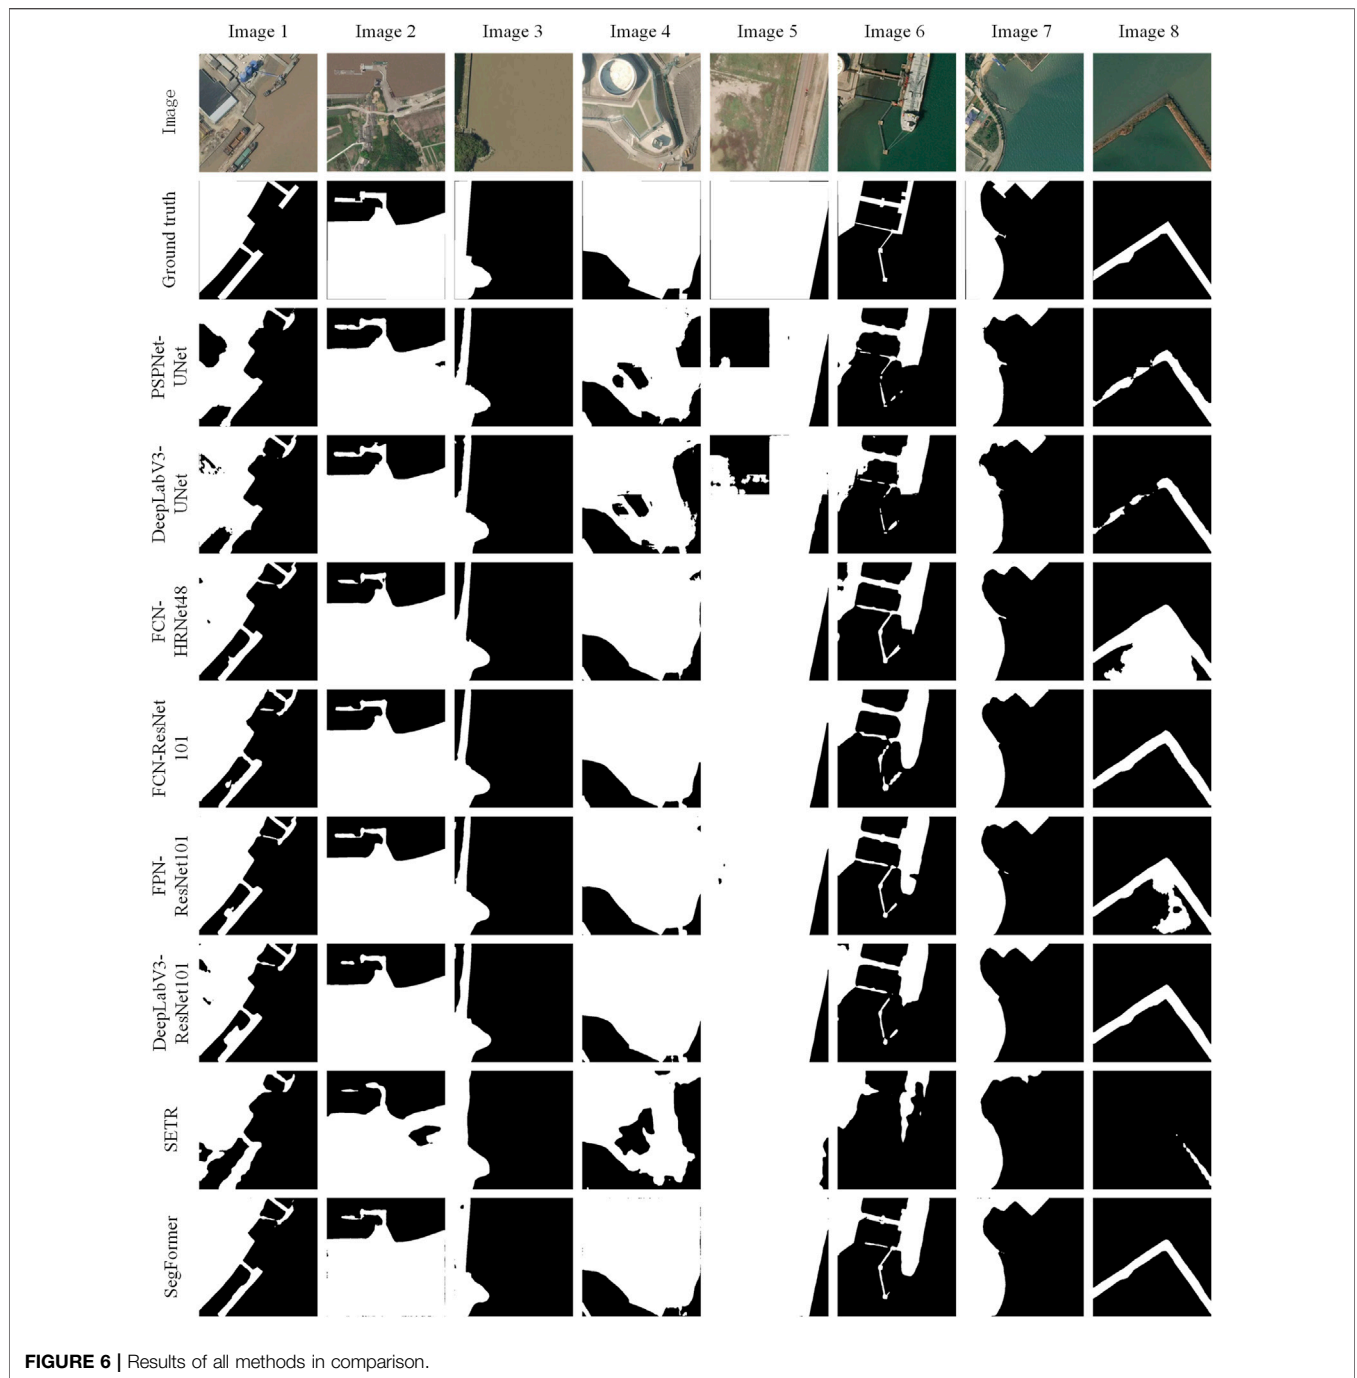 Image 1 Image 2 Image 3 Image 4 Image 5 Image 6 Image 7 Image 8
Image
Ground truth
PSPNet-
UNet
DeepLabV3-
UNet
FCN-
HRNet48
FCN-ResNet
101
FPN-
ResNet101
DeepLabV3-
ResNet101
SETR
SegFormer
FIGURE 6 | Results of all methods in comparison.